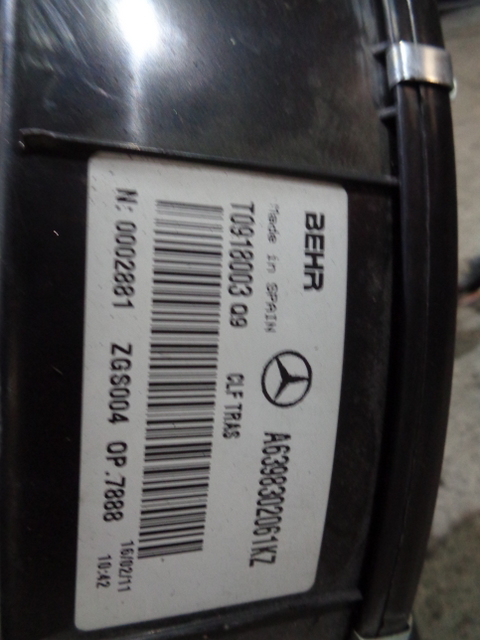 BEHR
Made in SPAIN
A6398302061KZ
T0918003 Q9
CLF TRAS
N: 0002881 ZGS004 OP.7888
16/02/11
10:42